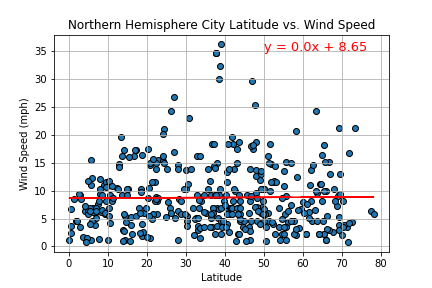 Northern Hemisphere City Latitude vs. Wind Speed
y = 0.0x + 8.65
35
30
25
20
15
10
5
0
Wind Speed (mph)
0 10 20 30 40 50 60 70 80
Latitude